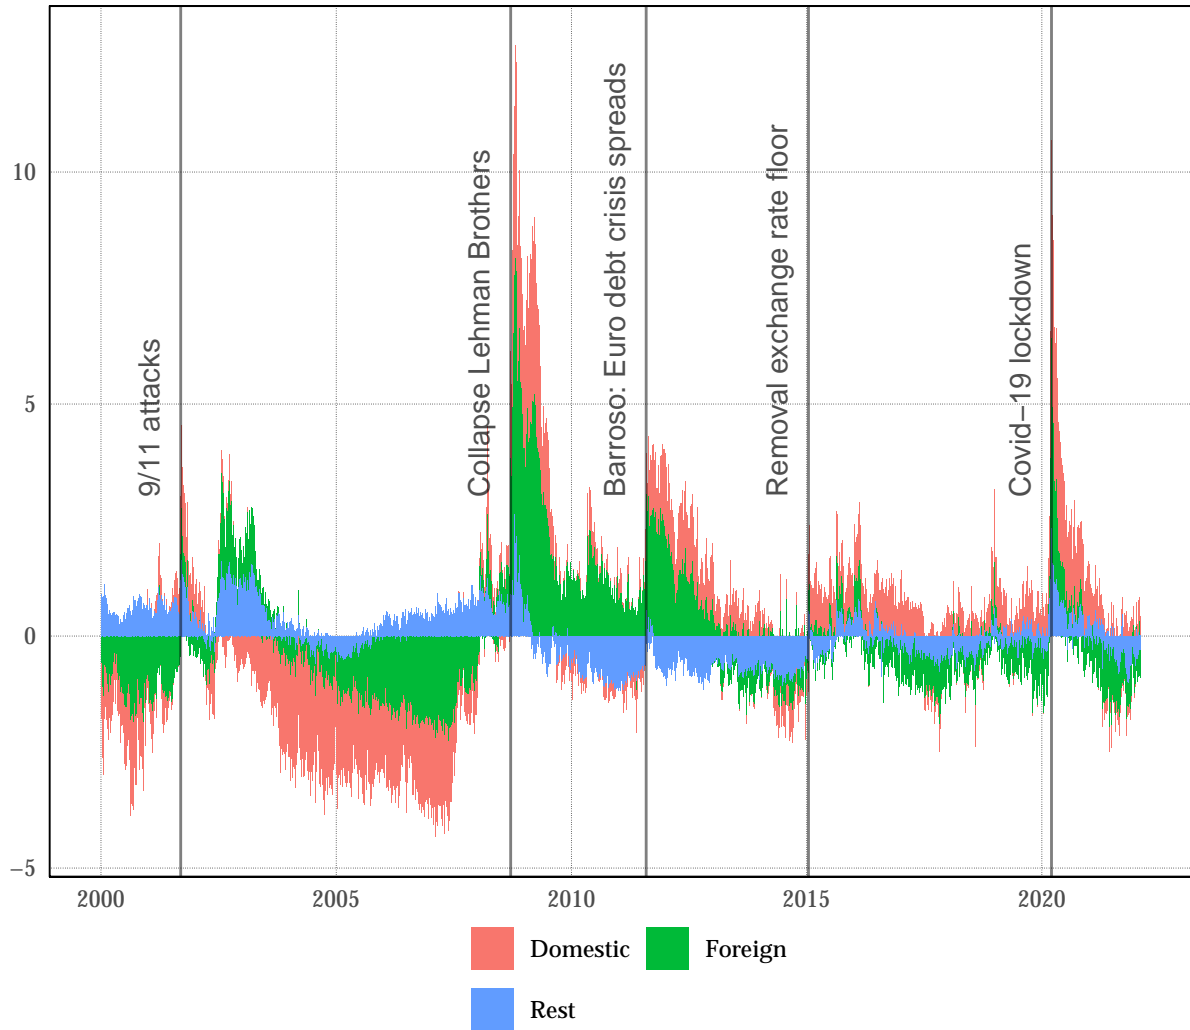 10
5
0
−5
9/11 attacks
Collapse Lehman Brothers
Barroso: Euro debt crisis spreads
Removal exchange rate floor
Covid−19 lockdown
2000
2005
2010
2015
2020
Domestic
Foreign
Rest